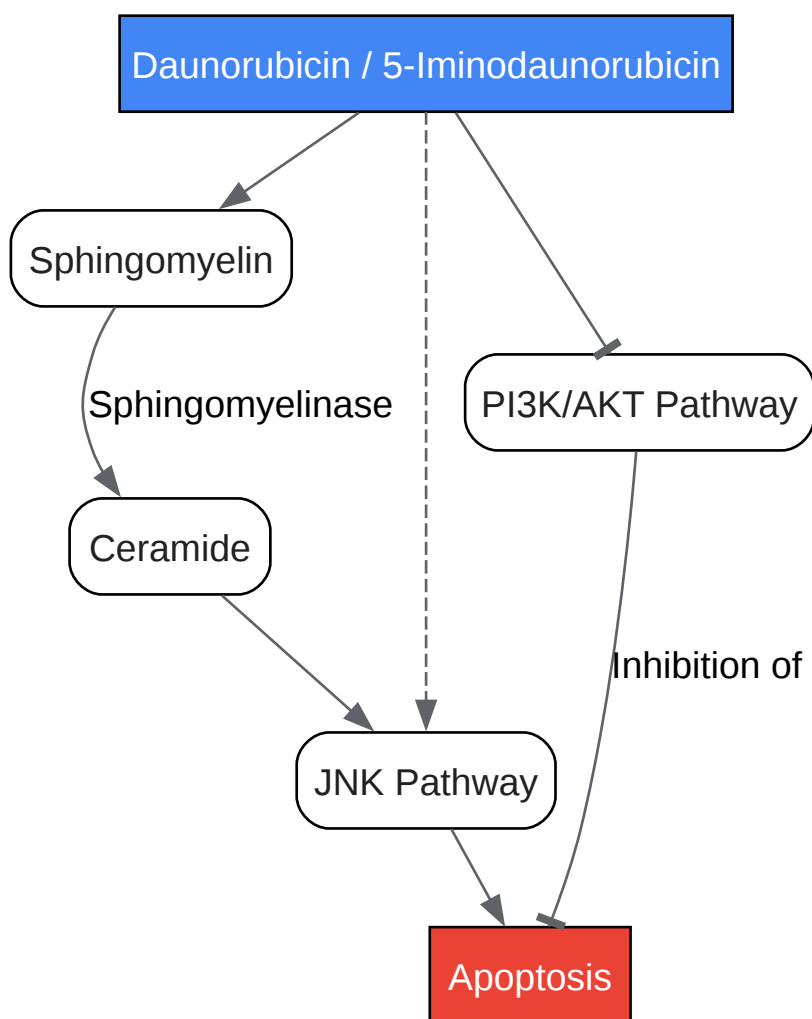 Daunorubicin / 5-Iminodaunorubicin
Sphingomyelin
Sphingomyelinase
PI3K/AKT Pathway
Ceramide
Inhibition of
JNK Pathway
Apoptosis